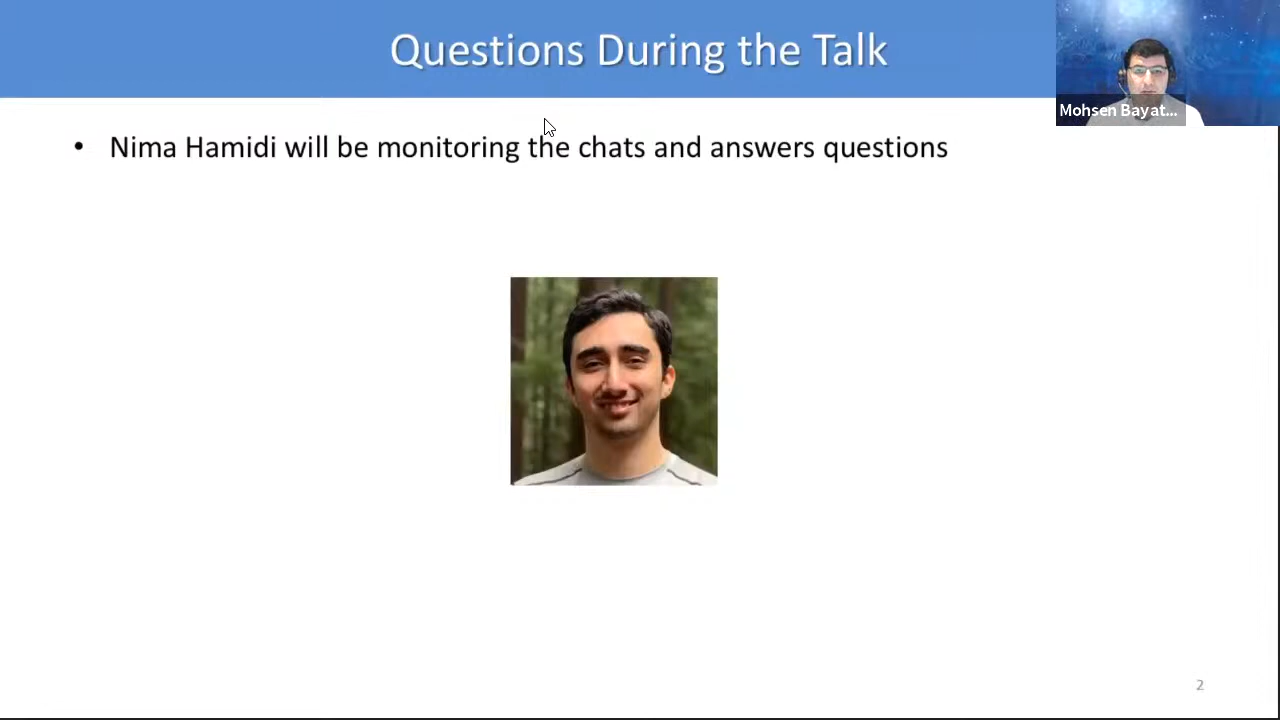 Questions During the Talk
Mohsen Bayat...
• Nima Hamidi will be monitoring the chats and answers questions
2